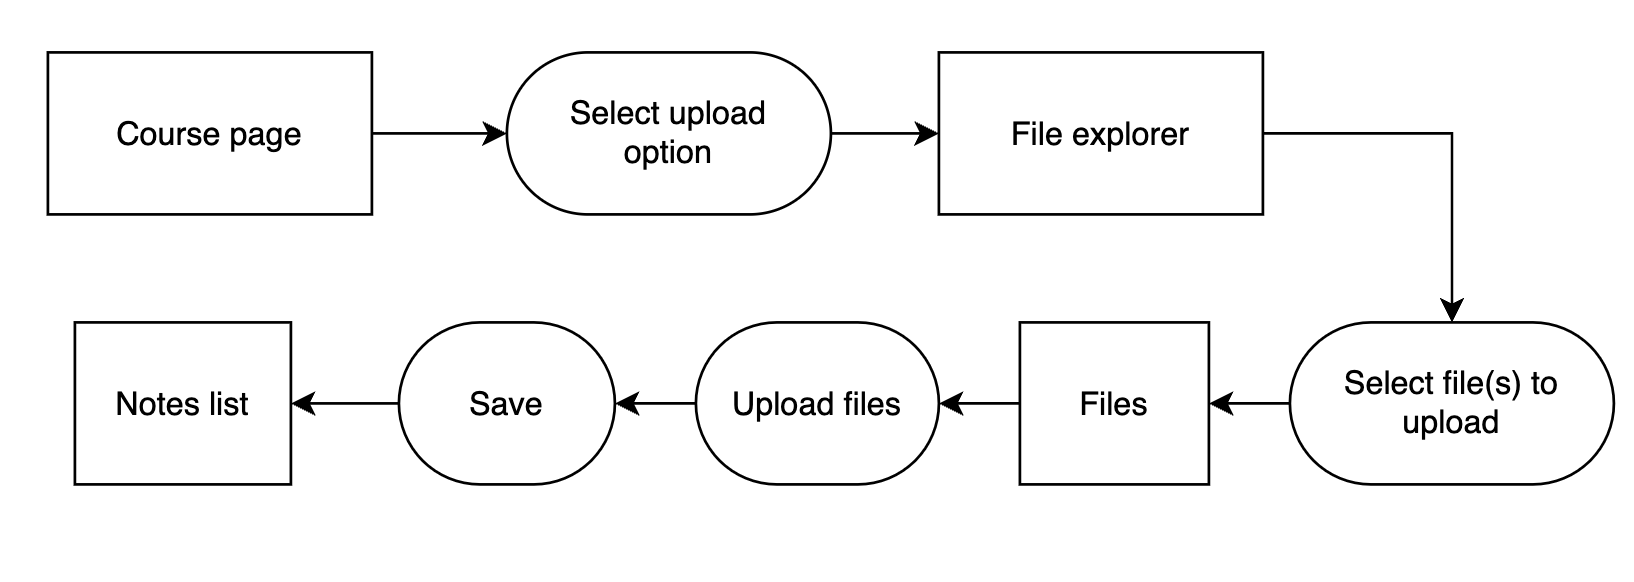 Course page
Select upload
option
File explorer
Select file(s) to
upload
Files
Upload files
Save
Notes list